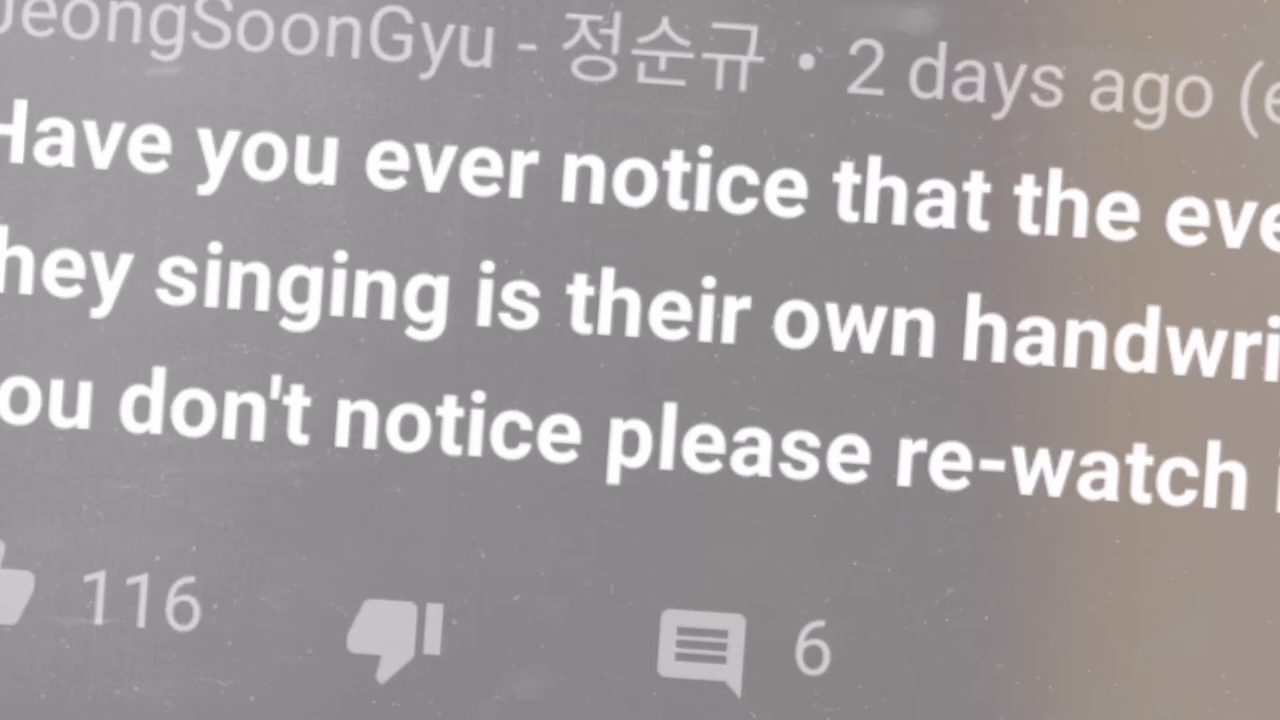 JeongSoonGyu - 정순규 • 2 days ago (e
Have you ever notice that the eve
hey singing is their own handwri
ou don't notice please re-watch i
116 6